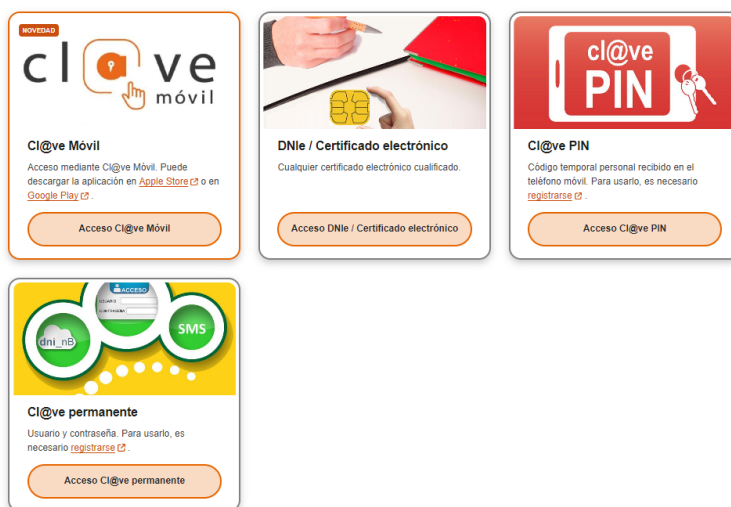 NOVEDAD
cl@ve
móvil
Cl@ve Móvil
Acceso mediante Cl@ve Móvil. Puede
descargar la aplicación en Apple Store o en
Google Play .
Acceso Cl@ve Móvil
DNIe / Certificado electrónico
Cualquier certificado electrónico cualificado.
Acceso DNIe / Certificado electrónico
cl@ve
PIN
Cl@ve PIN
Código temporal personal recibido en el
teléfono móvil. Para usarlo, es necesario
registrarse .
Acceso Cl@ve PIN
ACCESO
USUARIO
CONTRASEÑA
dni_nB
SMS
Cl@ve permanente
Usuario y contraseña. Para usarlo, es
necesario registrarse .
Acceso Cl@ve permanente